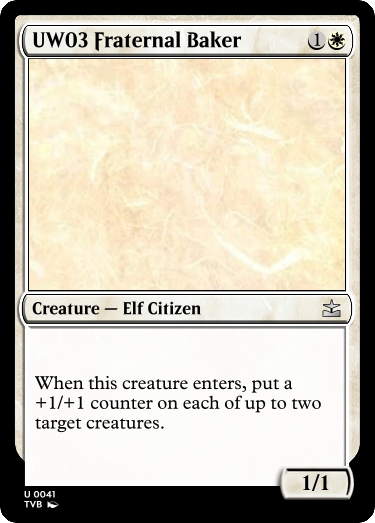 UW03 Fraternal Baker 1
Creature — Elf Citizen
When this creature enters, put a
+1/+1 counter on each of up to two
target creatures.
1/1
U 0041
TVB